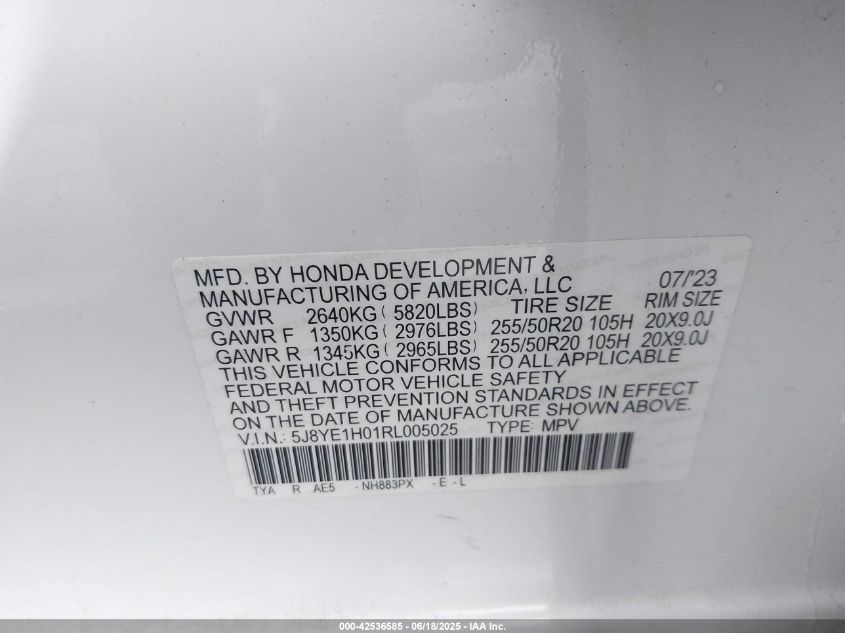 MFD. BY HONDA DEVELOPMENT &
MANUFACTURING OF AMERICA, LLC 07/'23
GVWR 2640KG ( 5820LBS) TIRE SIZE RIM SIZE
GAWR F 1350KG ( 2976LBS) 255/50R20 105H 20X9.0J
GAWR R 1345KG ( 2965LBS) 255/50R20 105H 20X9.0J
THIS VEHICLE CONFORMS TO ALL APPLICABLE
FEDERAL MOTOR VEHICLE SAFETY
AND THEFT PREVENTION STANDARDS IN EFFECT
ON THE DATE OF MANUFACTURE SHOWN ABOVE.
V.I.N.: 5J8YE1H01RL005025 TYPE: MPV
TYA R AE5 - NH883PX - E - L
000-42536585 - 06/18/2025 - IAA Inc.